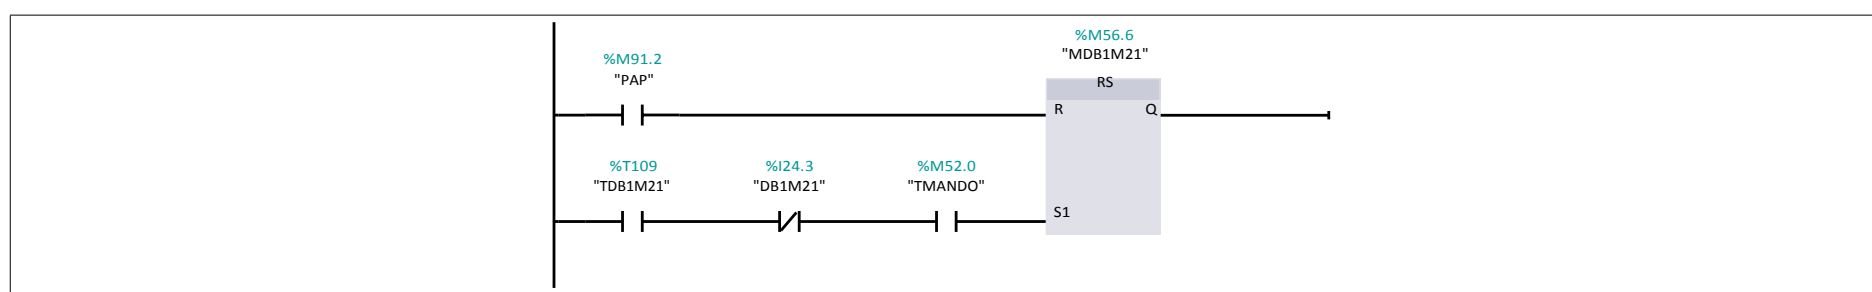 %M56.6
"MDB1M21"
%M91.2
"PAP"
RS
R Q
%T109 %I24.3 %M52.0
"TDB1M21" "DB1M21" "TMANDO"
S1